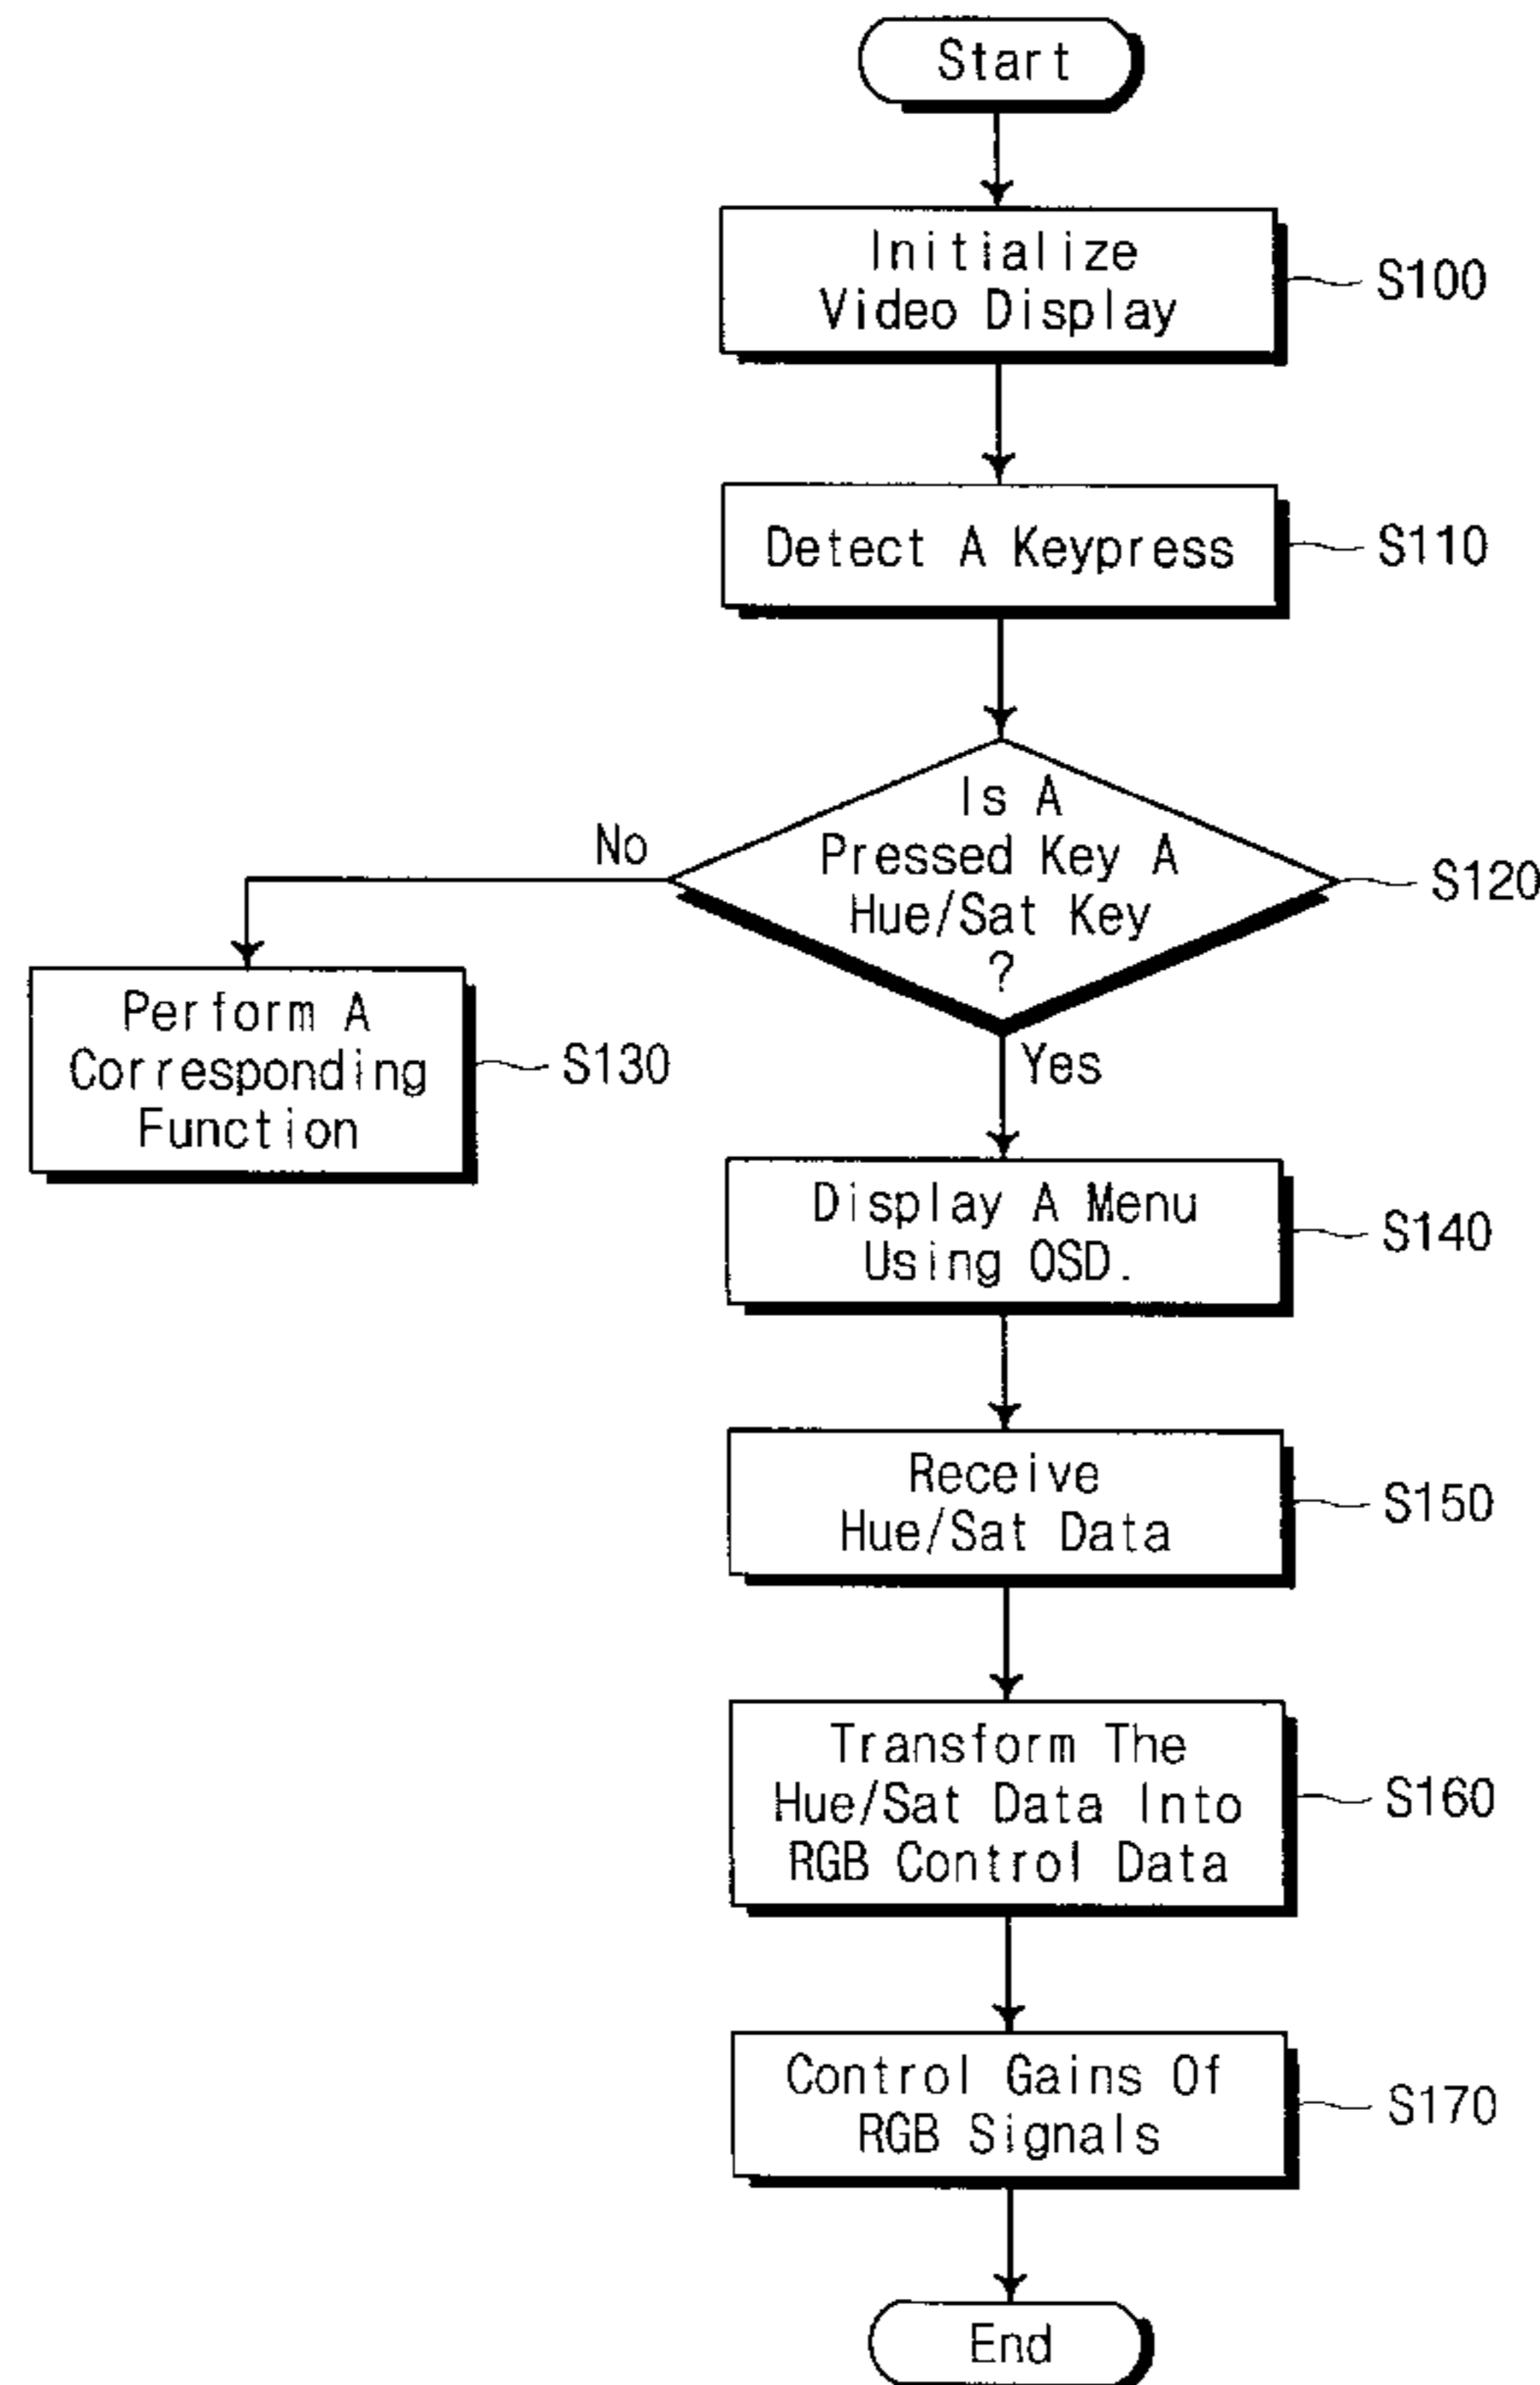 Start
Initialize
Video Display
S100
Detect A Keypress
S110
Is A
Pressed Key A
Hue/Sat Key
?
S120
No
Yes
Perform A
Corresponding
Function
S130
Display A Menu
Using OSD.
S140
Receive
Hue/Sat Data
S150
Transform The
Hue/Sat Data Into
RGB Control Data
S160
Control Gains Of
RGB Signals
S170
End